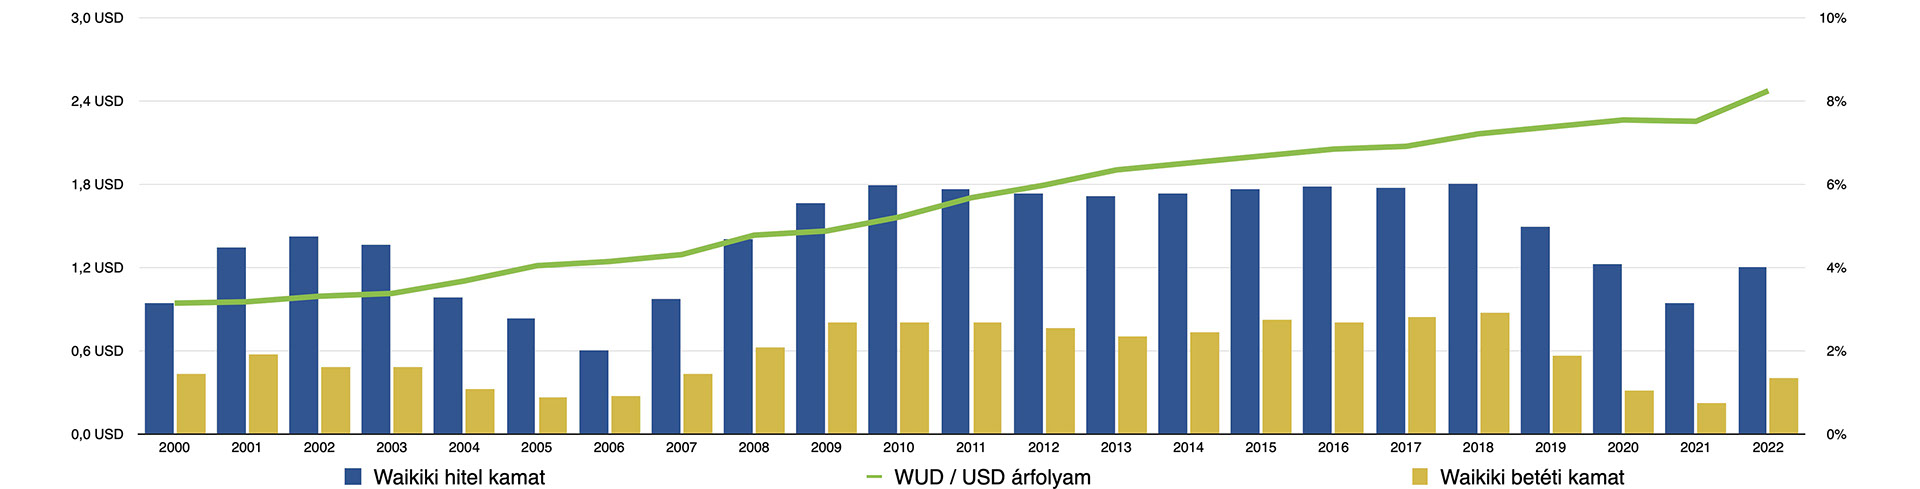 3,0 USD
10%
2,4 USD
8%
1,8 USD
6%
1,2 USD
4%
0,6 USD
2%
0,0 USD
0%
2000 2001 2002 2003 2004 2005 2006 2007 2008 2009 2010 2011 2012 2013 2014 2015 2016 2017 2018 2019 2020 2021 2022
Waikiki hitel kamat
WUD / USD árfolyam
Waikiki betéti kamat